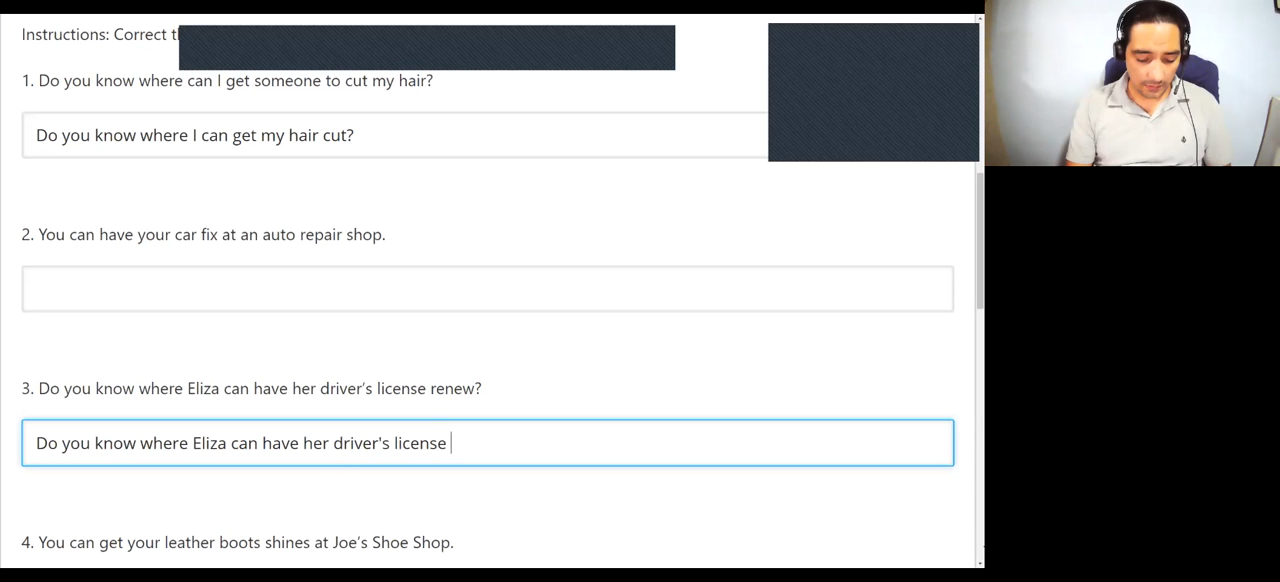 Instructions: Correct
1. Do you know where can I get someone to cut my hair?
Do you know where I can get my hair cut?
2. You can have your car fix at an auto repair shop.
3. Do you know where Eliza can have her driver’s license renew?
Do you know where Eliza can have her driver's license
4. You can get your leather boots shines at Joe’s Shoe Shop.